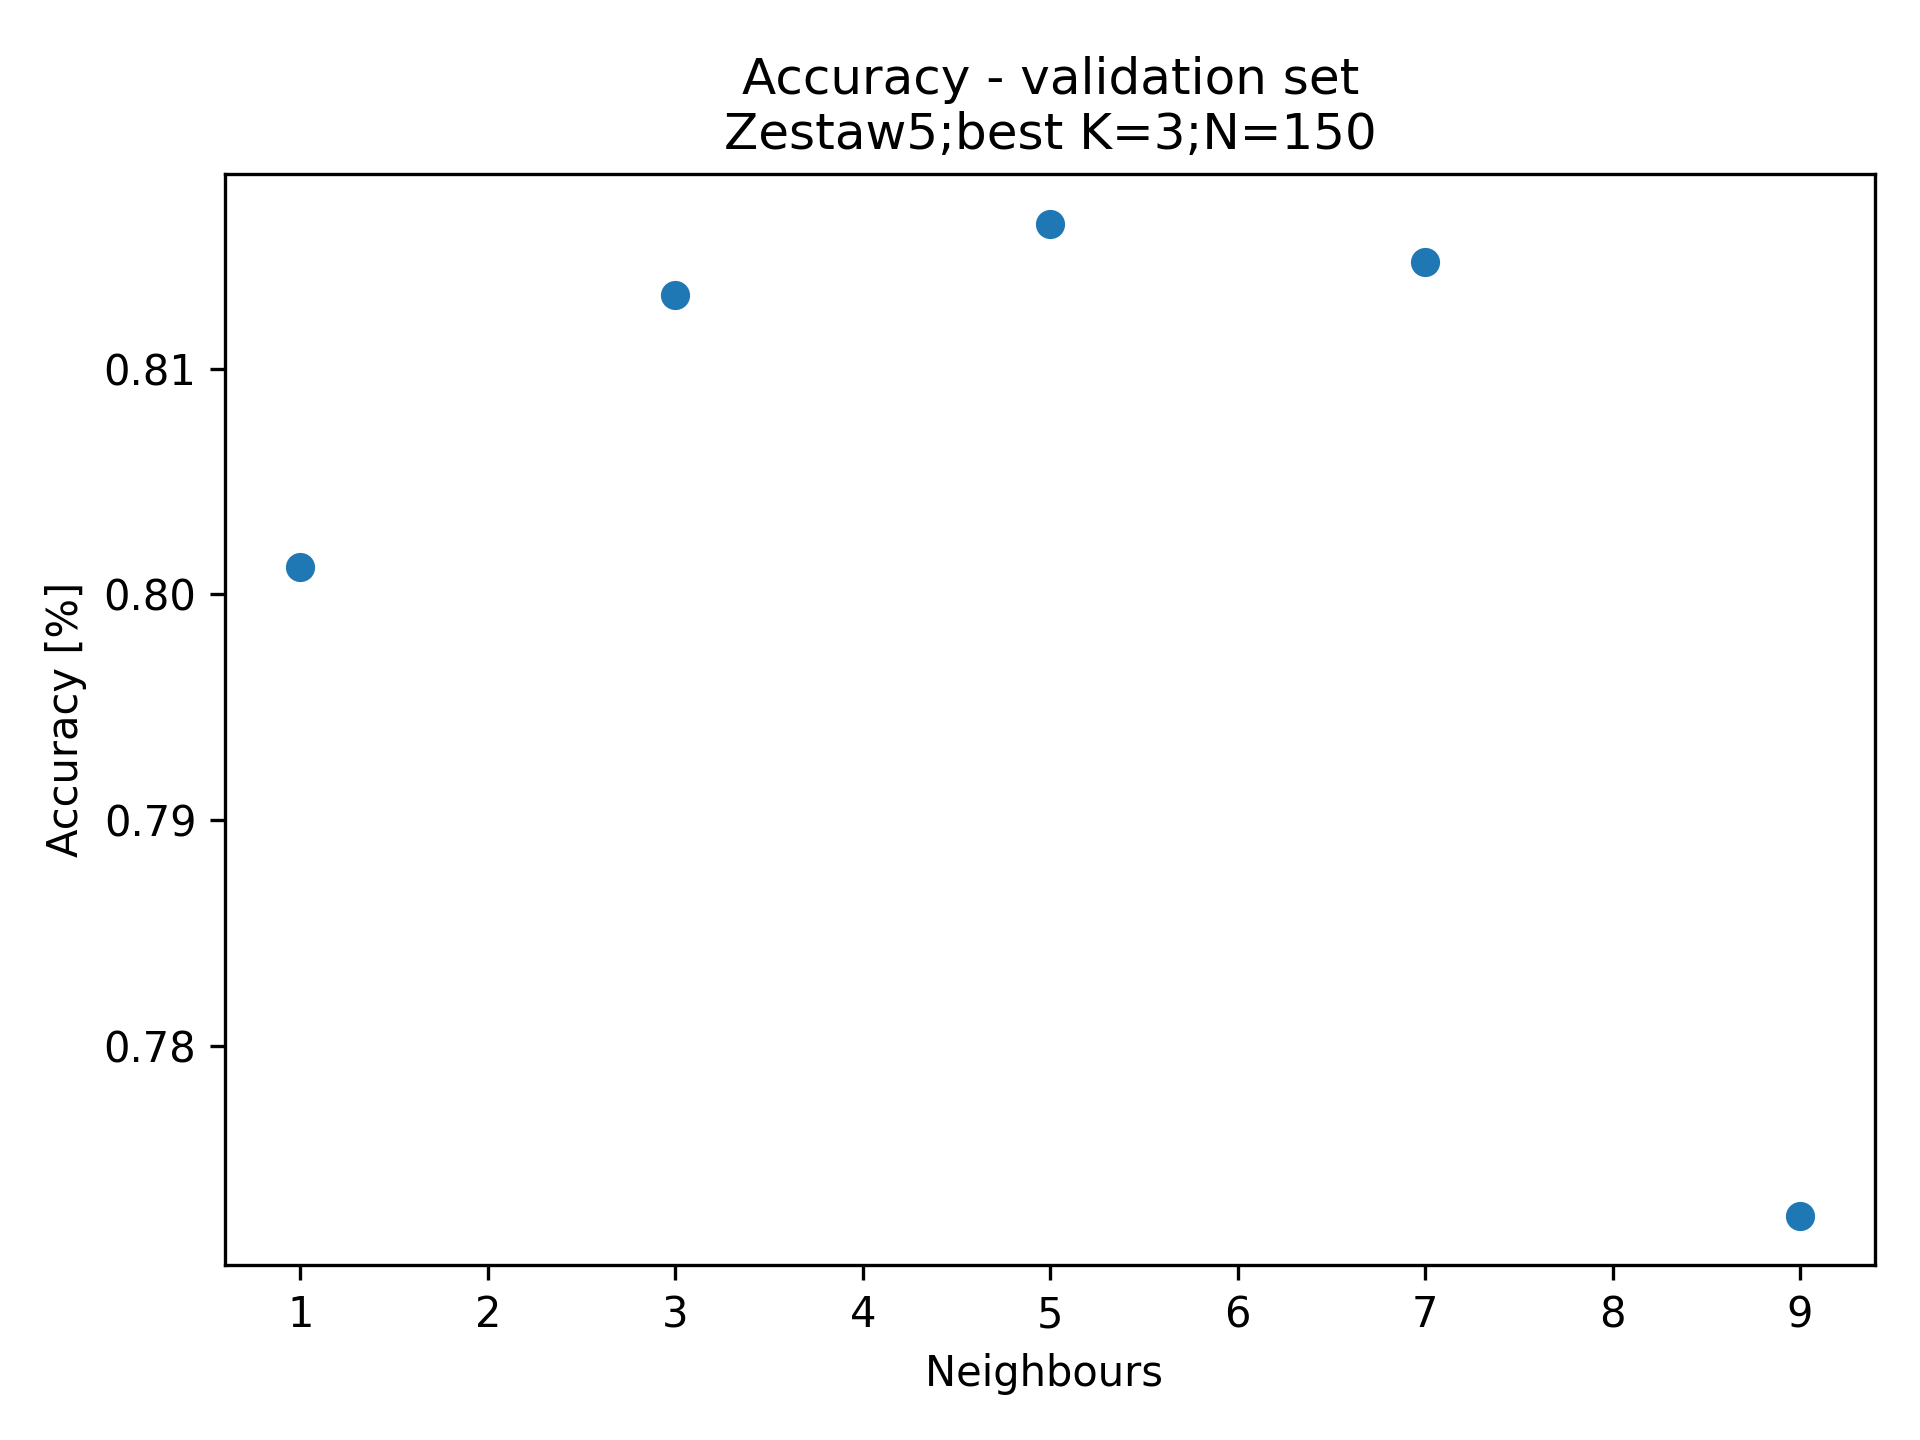 Accuracy - validation set
Zestaw5;best K=3;N=150
Accuracy [%]
0.81
0.80
0.79
0.78
1 2 3 4 5 6 7 8 9
Neighbours